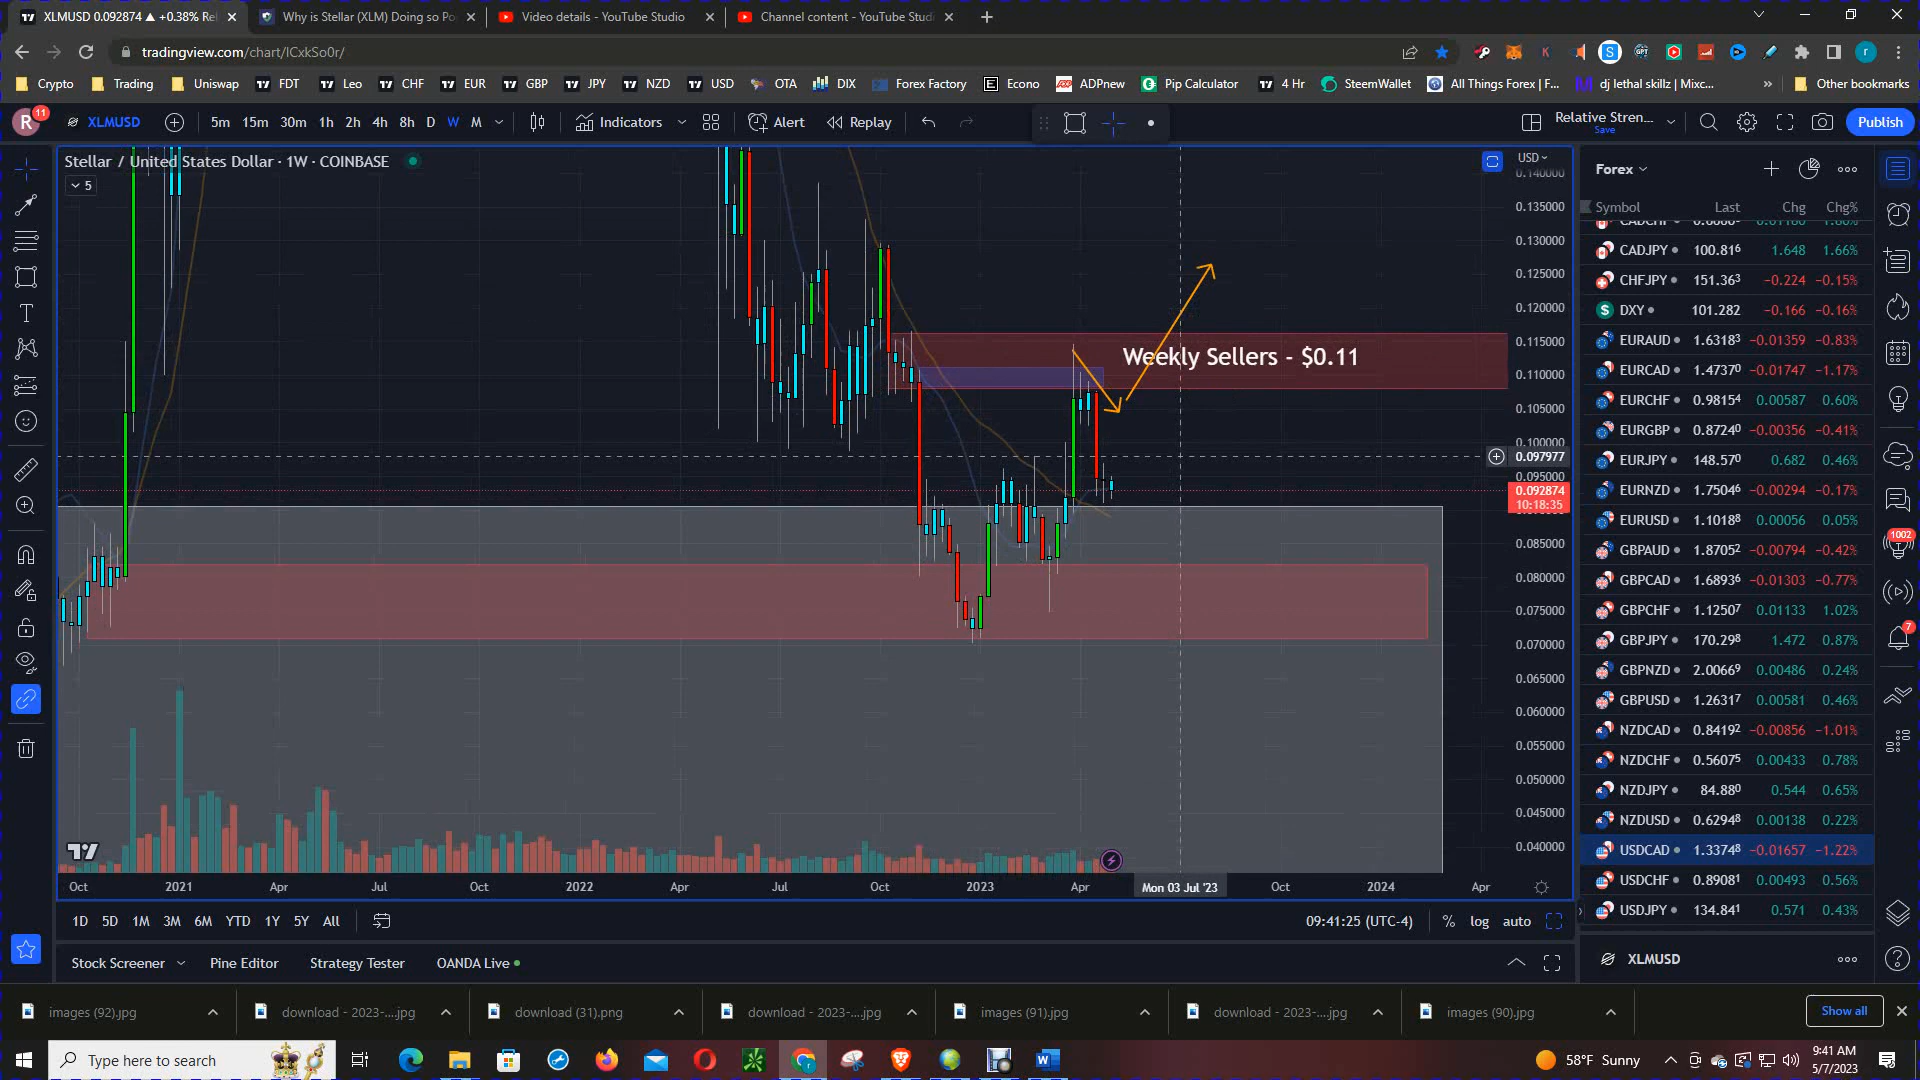 XLMUSD 0.092874 ▲ +0.38% Rel
Why is Stellar (XLM) Doing so Po
Video details - YouTube Studio
Channel content - YouTube Studi
tradingview.com/chart/lCxkSo0r/
Crypto Trading Uniswap FDT Leo CHF EUR GBP JPY NZD USD OTA DIX Forex Factory Econo ADPnew Pip Calculator 4 Hr SteemWallet All Things Forex | F... dj lethal skillz | Mixc... » Other bookmarks
R 11 XLMUSD 5m 15m 30m 1h 2h 4h 8h D W M Indicators Alert Replay Relative Stren... Save Publish
Stellar / United States Dollar · 1W · COINBASE
5
USD
0.140000
0.135000
0.130000
0.125000
0.120000
0.115000
Weekly Sellers - $0.11
0.110000
0.105000
0.100000
0.097977
0.095000
0.092874
10:18:35
0.085000
0.080000
0.075000
0.070000
0.065000
0.060000
0.055000
0.050000
0.045000
0.040000
Oct 2021 Apr Jul Oct 2022 Apr Jul Oct 2023 Apr Mon 03 Jul '23 Oct 2024 Apr
1D 5D 1M 3M 6M YTD 1Y 5Y All 09:41:25 (UTC-4) % log auto
Stock Screener Pine Editor Strategy Tester OANDA Live
Forex
Symbol Last Chg Chg%
CADJPY 100.816 1.648 1.66%
CHFJPY 151.363 −0.224 −0.15%
DXY 101.282 −0.166 −0.16%
EURAUD 1.63183 −0.01359 −0.83%
EURCAD 1.47370 −0.01747 −1.17%
EURCHF 0.98154 0.00587 0.60%
EURGBP 0.87240 −0.00356 −0.41%
EURJPY 148.570 0.682 0.46%
EURNZD 1.75046 −0.00294 −0.17%
EURUSD 1.10188 0.00056 0.05%
GBPAUD 1.87052 −0.00794 −0.42%
GBPCAD 1.68936 −0.01303 −0.77%
GBPCHF 1.12507 0.01133 1.02%
GBPJPY 170.298 1.472 0.87%
GBPNZD 2.00669 0.00486 0.24%
GBPUSD 1.26317 0.00581 0.46%
NZDCAD 0.84192 −0.00856 −1.01%
NZDCHF 0.56075 0.00433 0.78%
NZDJPY 84.880 0.544 0.65%
NZDUSD 0.62948 0.00138 0.22%
USDCAD 1.33748 −0.01657 −1.22%
USDCHF 0.89081 0.00493 0.56%
USDJPY 134.841 0.571 0.43%
XLMUSD
1002
7
images (92).jpg download - 2023-....jpg download (31).png download - 2023-....jpg images (91).jpg download - 2023-....jpg images (90).jpg Show all
Type here to search 58°F Sunny 9:41 AM
5/7/2023